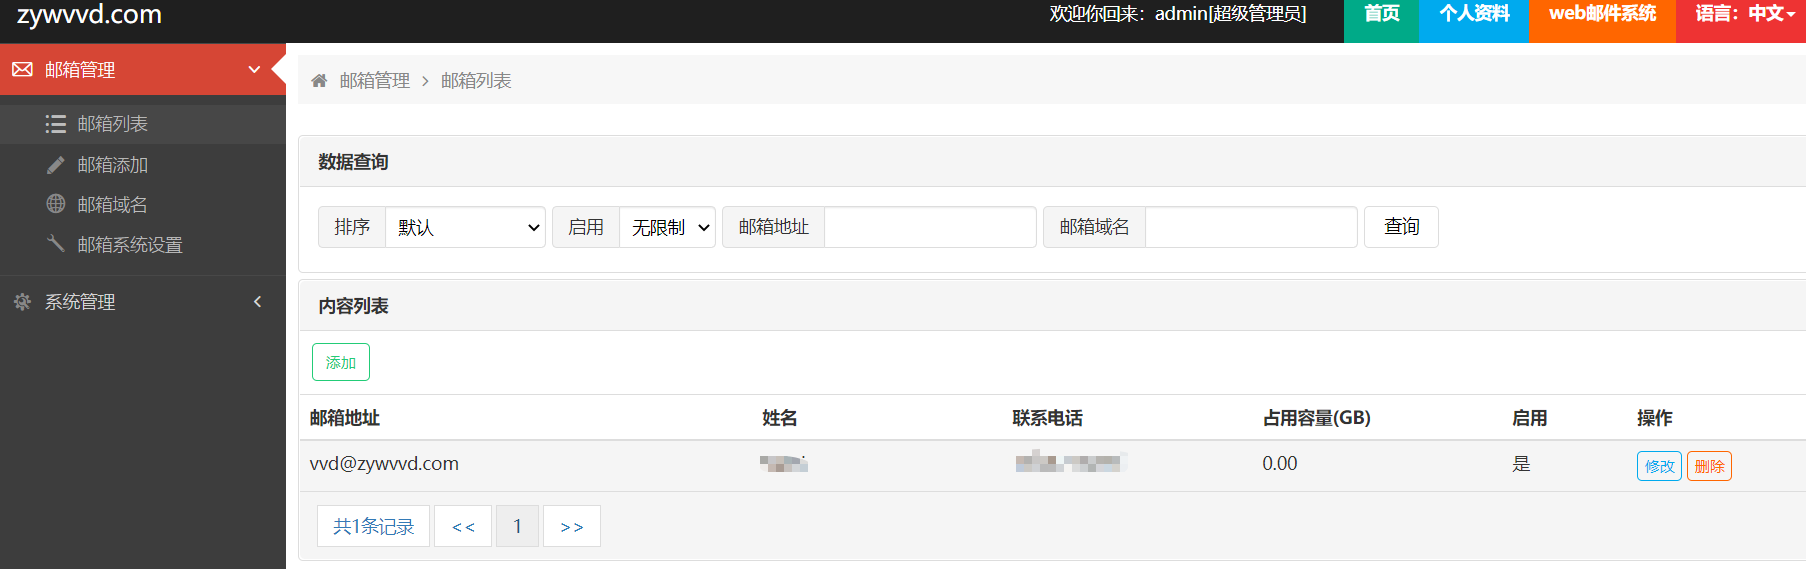 zywvvd.com
欢迎你回来：admin[超级管理员]
首页
个人资料
web邮件系统
语言：中文
邮箱管理
邮箱列表
邮箱添加
邮箱域名
邮箱系统设置
系统管理
邮箱管理 > 邮箱列表
数据查询
排序 默认 启用 无限制 邮箱地址 邮箱域名 查询
内容列表
添加
邮箱地址 姓名 联系电话 占用容量(GB) 启用 操作
vvd@zywvvd.com 0.00 是 修改 删除
共1条记录 << 1 >>